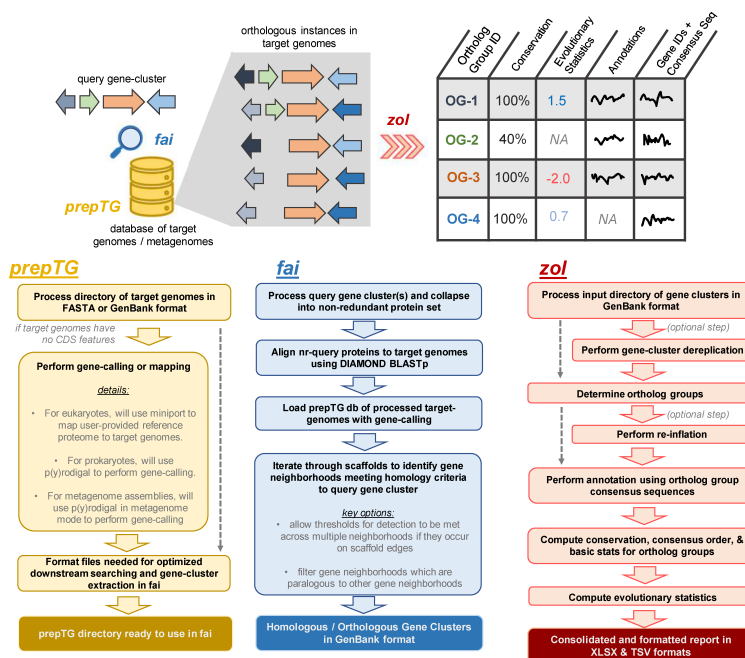 orthologous instances in
target genomes
query gene-cluster
fai
prepTG
database of target
genomes / metagenomes
zol
Ortholog
Group ID
Conservation
Evolutionary
Statistics
Annotations
Gene IDs +
Consensus Seq
OG-1 100% 1.5
OG-2 40% NA
OG-3 100% -2.0
OG-4 100% 0.7 NA
prepTG
Process directory of target genomes in
FASTA or GenBank format
if target genomes have
no CDS features
Perform gene-calling or mapping
details:
• For eukaryotes, will use miniport to
map user-provided reference
proteome to target genomes.
• For prokaryotes, will use
p(y)rodigal to perform gene-calling.
• For metagenome assemblies, will
use p(y)rodigal in metagenome
mode to perform gene-calling
Format files needed for optimized
downstream searching and gene-cluster
extraction in fai
prepTG directory ready to use in fai
fai
Process query gene cluster(s) and collapse
into non-redundant protein set
Align nr-query proteins to target genomes
using DIAMOND BLASTp
Load prepTG db of processed target-
genomes with gene-calling
Iterate through scaffolds to identify gene
neighborhoods meeting homology criteria
to query gene cluster
key options:
• allow thresholds for detection to be met
across multiple neighborhoods if they occur
on scaffold edges
• filter gene neighborhoods which are
paralogous to other gene neighborhoods
Homologous / Orthologous Gene Clusters
in GenBank format
zol
Process input directory of gene clusters in
GenBank format
(optional step)
Perform gene-cluster dereplication
Determine ortholog groups
(optional step)
Perform re-inflation
Perform annotation using ortholog group
consensus sequences
Compute conservation, consensus order, &
basic stats for ortholog groups
Compute evolutionary statistics
Consolidated and formatted report in
XLSX & TSV formats